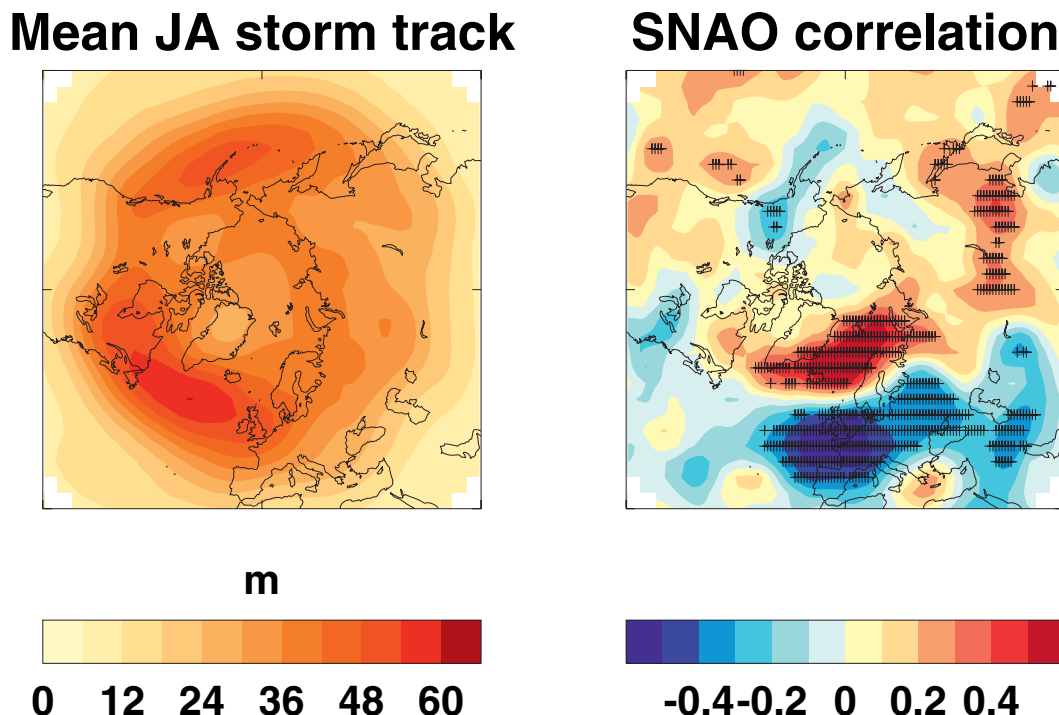 Mean JA storm track
SNAO correlation
m
0 12 24 36 48 60
-0.4 -0.2 0 0.2 0.4